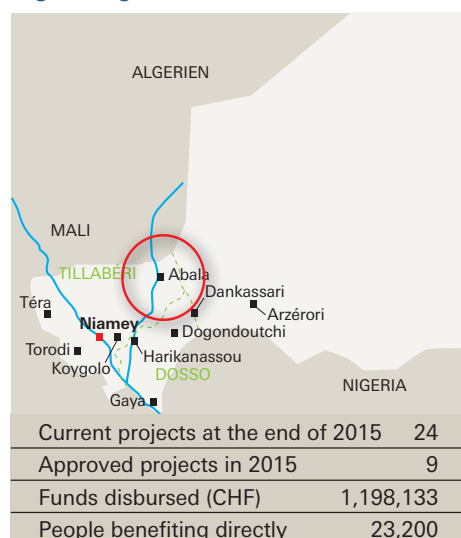 ALGERIEN
MALI
TILLABÉRI
Abala
Dankassari
Téra
Arzérori
Niamey
Dogondoutchi
Torodi
Harikanassou
Koygolo
DOSSO
NIGERIA
Gaya
Current projects at the end of 2015 24
Approved projects in 2015 9
Funds disbursed (CHF) 1,198,133
People benefiting directly 23,200